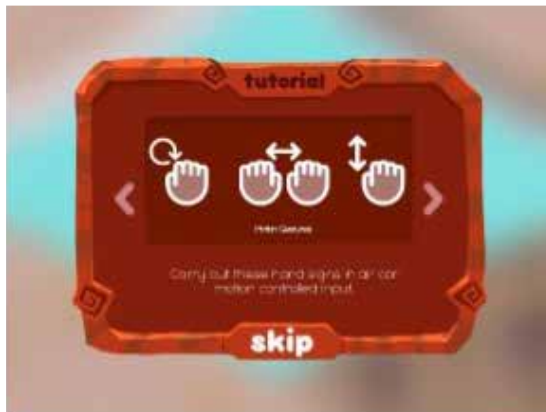 tutorial
Motion Gestures
Carry out these hand signs in air for
motion controlled input.
skip